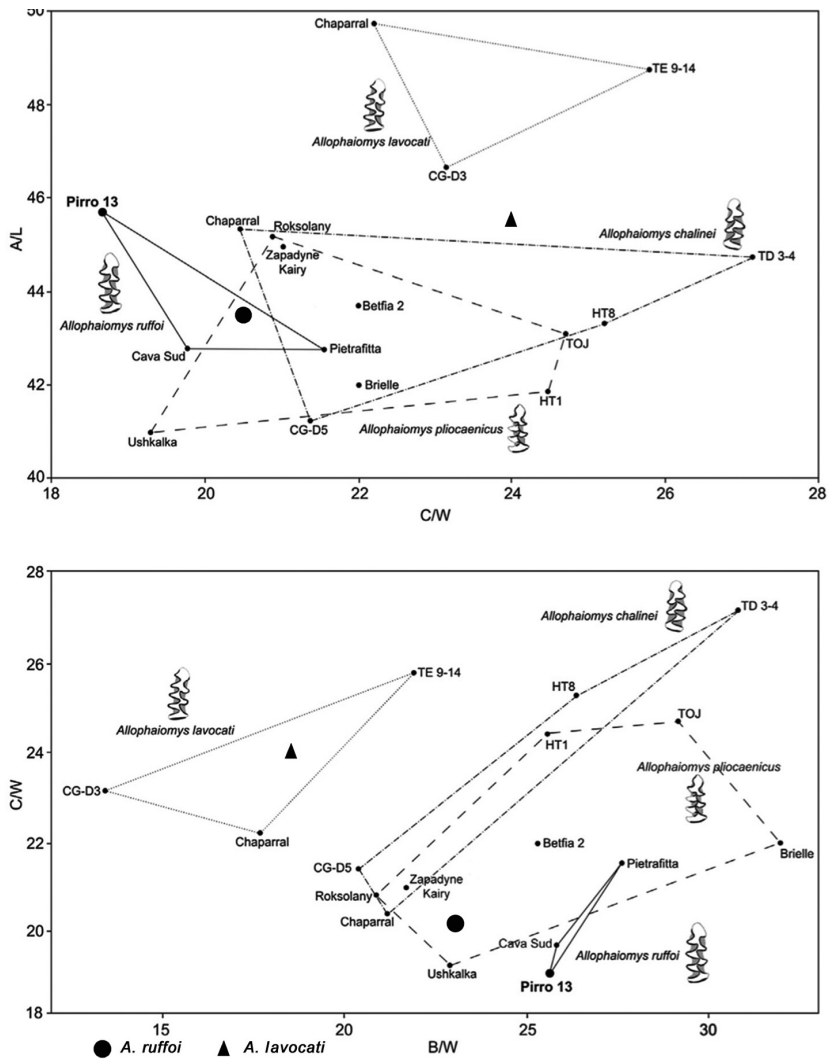 50
48
46
44
42
40
A/L
Chaparral
TE 9-14
Allophaiomys lavocati
CG-D3
Pirro 13
Chaparral
Roksolany
Zapadyne
Kairy
Allophaiomys chalinei
TD 3-4
Allophaiomys ruffoi
Betfia 2
HT8
TOJ
Cava Sud
Pietrafitta
Brielle
HT1
Ushkalka
CG-D5
Allophaiomys pliocaenicus
18
20
22
24
26
28
C/W
28
26
24
22
20
18
C/W
Allophaiomys chalinei
TD 3-4
TE 9-14
HT8
Allophaiomys lavocati
TOJ
HT1
Allophaiomys pliocaenicus
CG-D3
Chaparral
Betfia 2
Brielle
CG-D5
Zapadyne
Kairy
Pietrafitta
Roksolany
Chaparral
Cava Sud
Allophaiomys ruffoi
Ushkalka
Pirro 13
15
20
25
30
B/W
A. ruffoi
A. lavocati